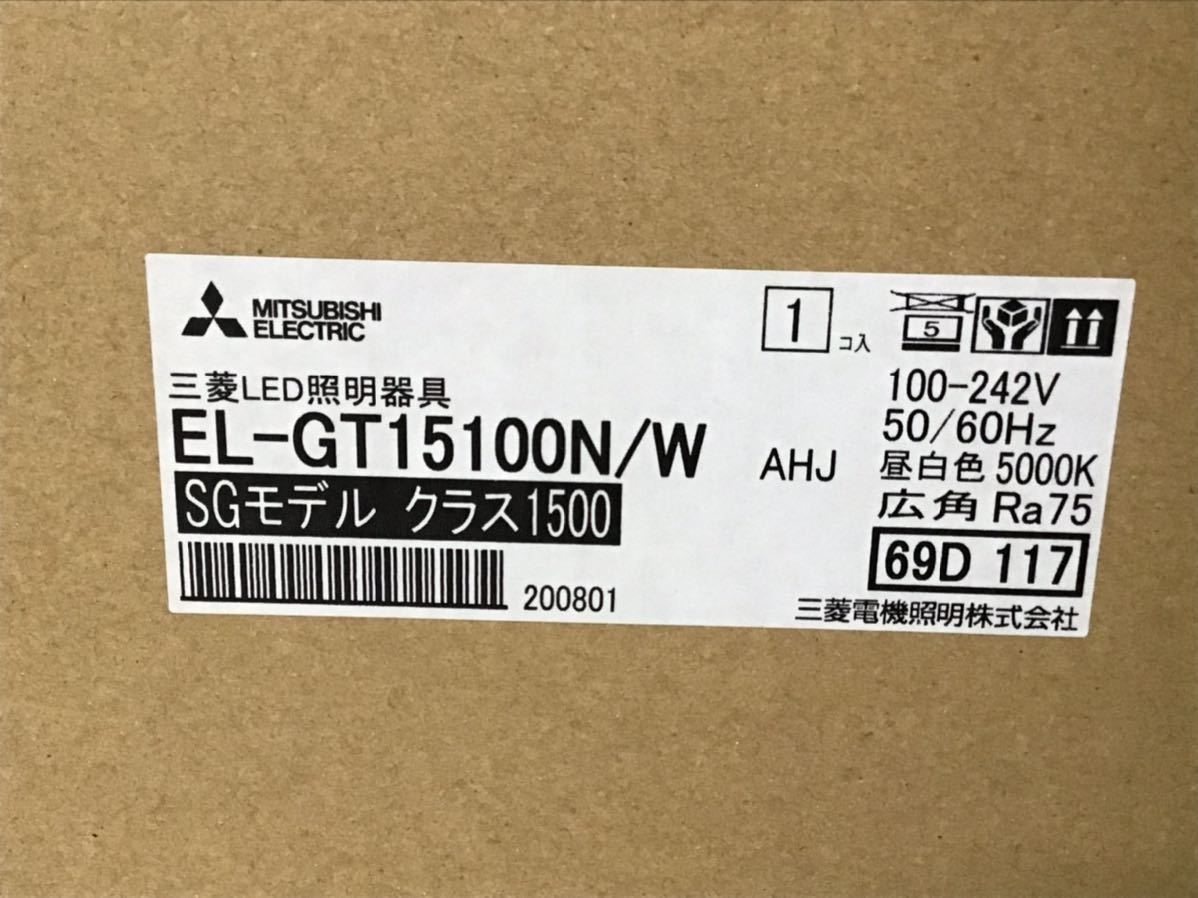 MITSUBISHI
ELECTRIC
1
コ入
5
三菱LED照明器具
EL-GT15100N/W
AHJ
SGモデル クラス1500
200801
100-242V
50/60Hz
昼白色 5000K
広角 Ra75
69D 117
三菱電機照明株式会社